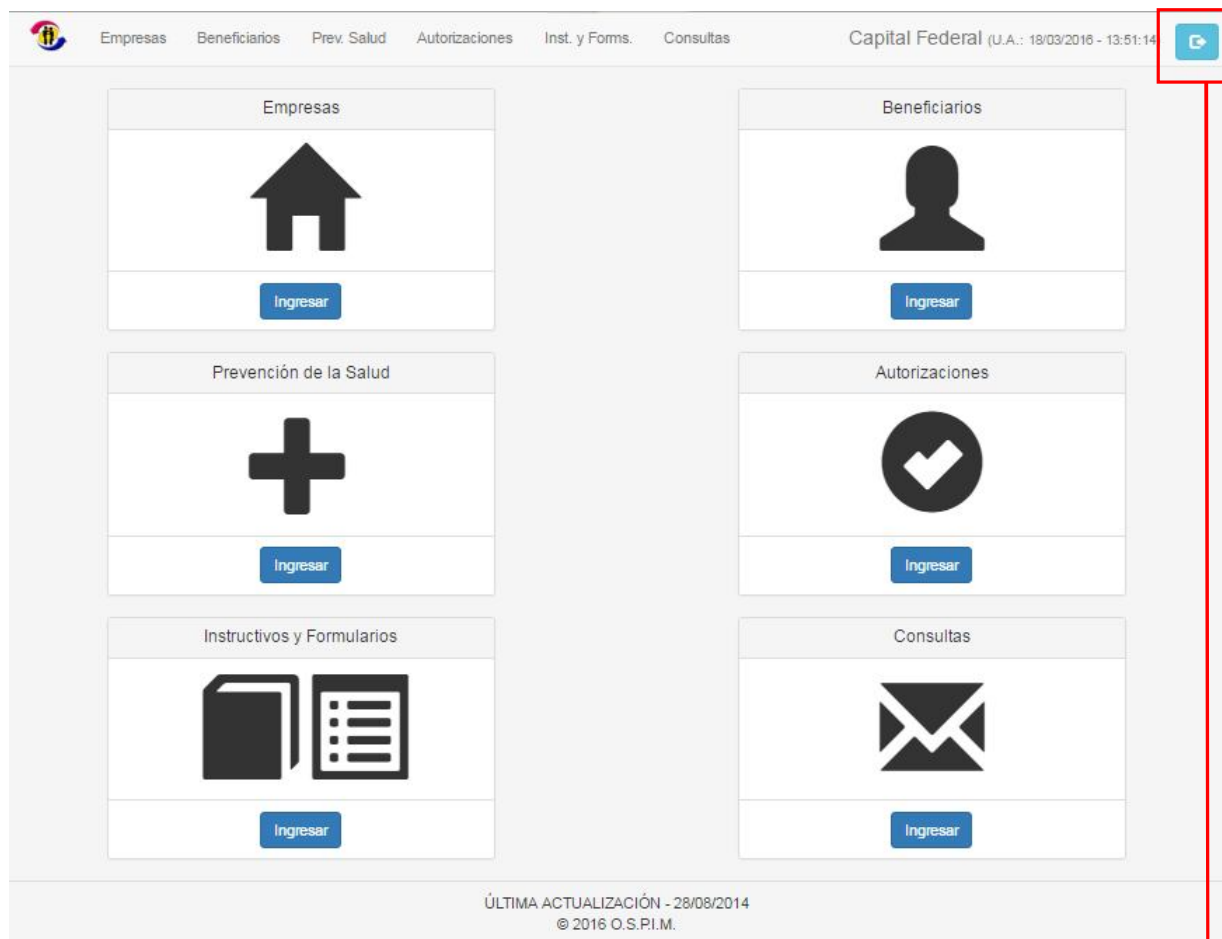 Empresas Beneficiarios Prev. Salud Autorizaciones Inst. y Forms. Consultas Capital Federal (U.A.: 18/03/2016 - 13:51:14
Empresas Beneficiarios
Ingresar Ingresar
Prevención de la Salud Autorizaciones
Ingresar Ingresar
Instructivos y Formularios Consultas
Ingresar Ingresar
ÚLTIMA ACTUALIZACIÓN - 28/08/2014
© 2016 O.S.P.I.M.